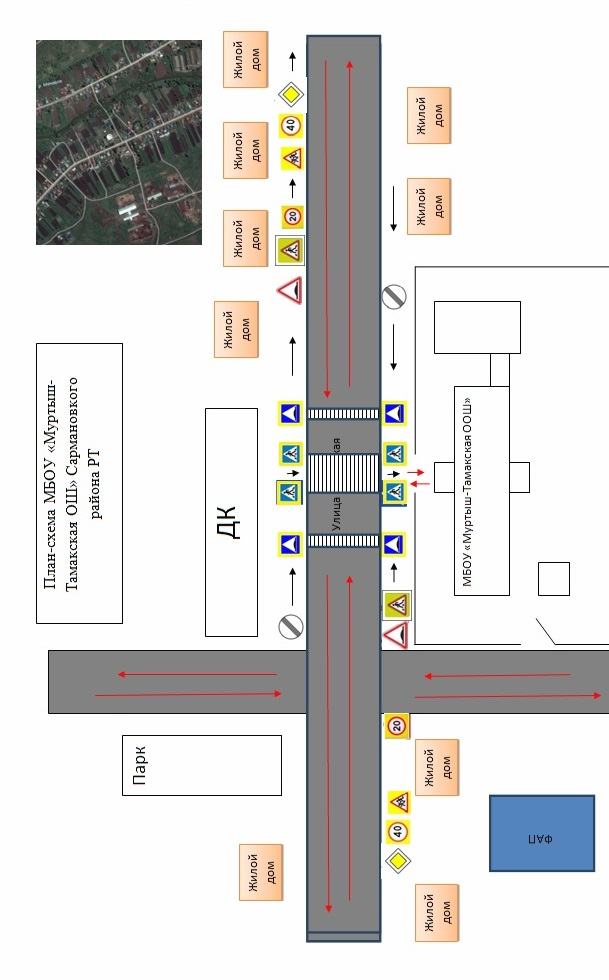 План-схема МБОУ «Муртыш-
Тамакская ОШ» Сармановкого
района РТ
Жилой
дом
Жилой
дом
Жилой
дом
Жилой
дом
Жилой
дом
Жилой
дом
40
20
ДК
Улица
кая
МБОУ «Муртыш-Тамакская ООШ»
Парк
20
40
Жилой
дом
Жилой
дом
Жилой
дом
ФАП